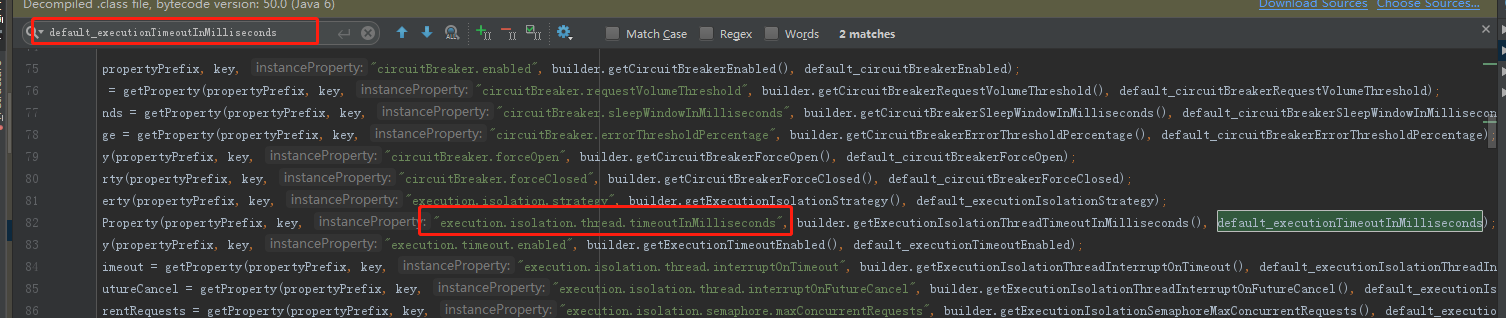 Decompiled .class file, bytecode version: 50.0 (Java 6) Download Sources Choose Sources...
default_executionTimeoutInMilliseconds Match Case Regex Words 2 matches
75 propertyPrefix, key, instanceProperty: "circuitBreaker.enabled", builder.getCircuitBreakerEnabled(), default_circuitBreakerEnabled);
76 = getProperty(propertyPrefix, key, instanceProperty: "circuitBreaker.requestVolumeThreshold", builder.getCircuitBreakerRequestVolumeThreshold(), default_circuitBreakerRequestVolumeThreshold);
77 nds = getProperty(propertyPrefix, key, instanceProperty: "circuitBreaker.sleepWindowInMilliseconds", builder.getCircuitBreakerSleepWindowInMilliseconds(), default_circuitBreakerSleepWindowInMillisecon
78 ge = getProperty(propertyPrefix, key, instanceProperty: "circuitBreaker.errorThresholdPercentage", builder.getCircuitBreakerErrorThresholdPercentage(), default_circuitBreakerErrorThresholdPercentage);
79 y(propertyPrefix, key, instanceProperty: "circuitBreaker.forceOpen", builder.getCircuitBreakerForceOpen(), default_circuitBreakerForceOpen);
80 rty(propertyPrefix, key, instanceProperty: "circuitBreaker.forceClosed", builder.getCircuitBreakerForceClosed(), default_circuitBreakerForceClosed);
81 erty(propertyPrefix, key, instanceProperty: "execution.isolation.strategy", builder.getExecutionIsolationStrategy(), default_executionIsolationStrategy);
82 Property(propertyPrefix, key, instanceProperty: "execution.isolation.thread.timeoutInMilliseconds", builder.getExecutionIsolationThreadTimeoutInMilliseconds(), default_executionTimeoutInMilliseconds);
83 y(propertyPrefix, key, instanceProperty: "execution.timeout.enabled", builder.getExecutionTimeoutEnabled(), default_executionTimeoutEnabled);
84 imeout = getProperty(propertyPrefix, key, instanceProperty: "execution.isolation.thread.interruptOnTimeout", builder.getExecutionIsolationThreadInterruptOnTimeout(), default_executionIsolationThreadIn
85 utureCancel = getProperty(propertyPrefix, key, instanceProperty: "execution.isolation.thread.interruptOnFutureCancel", builder.getExecutionIsolationThreadInterruptOnFutureCancel(), default_executionIs
86 rentRequests = getProperty(propertyPrefix, key, instanceProperty: "execution.isolation.semaphore.maxConcurrentRequests", builder.getExecutionIsolationSemaphoreMaxConcurrentRequests(), default_executio